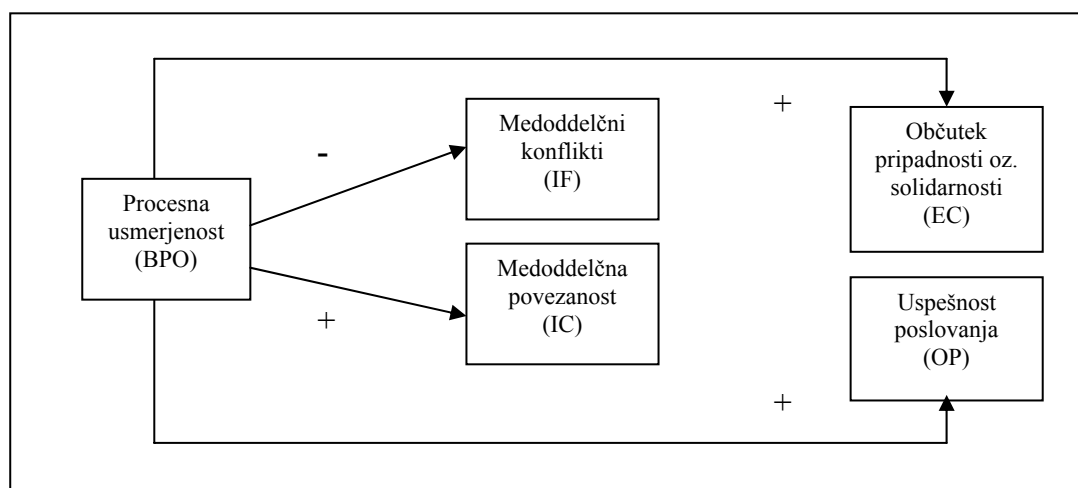 Procesna
usmerjenost
(BPO)
-
+
Medoddelčni
konflikti
(IF)
Medoddelčna
povezanost
(IC)
+
+
Občutek
pripadnosti oz.
solidarnosti
(EC)
Uspešnost
poslovanja
(OP)